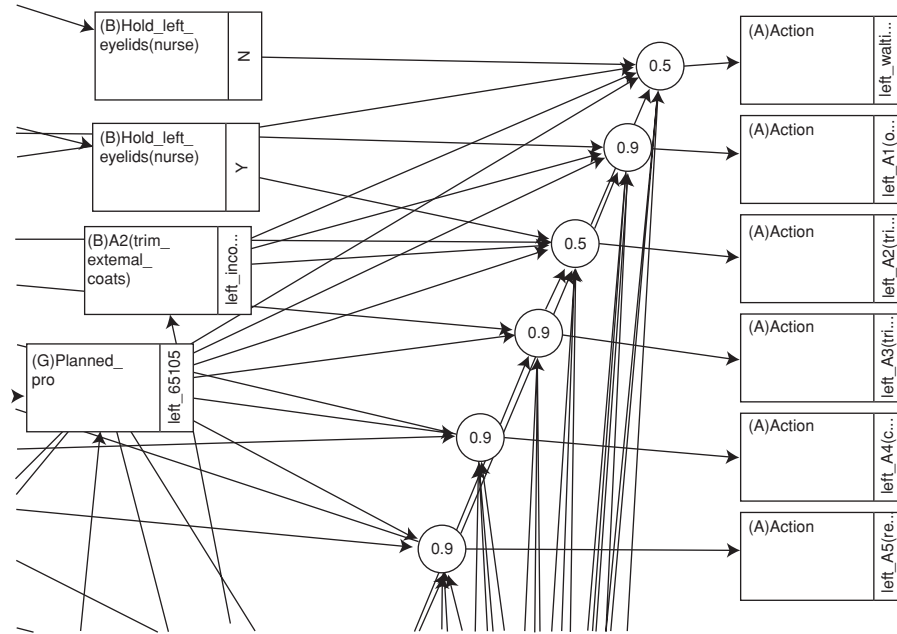 (B)Hold_left_
eyelids(nurse)
N
(B)Hold_left_
eyelids(nurse)
Y
(B)A2(trim_
extemal_
coats)
left_inco...
(G)Planned_
pro
left_65105
0.5
0.9
0.5
0.9
0.9
0.9
(A)Action
left_walti...
(A)Action
left_A1(o...
(A)Action
left_A2(tri...
(A)Action
left_A3(tri...
(A)Action
left_A4(c...
(A)Action
left_A5(re...